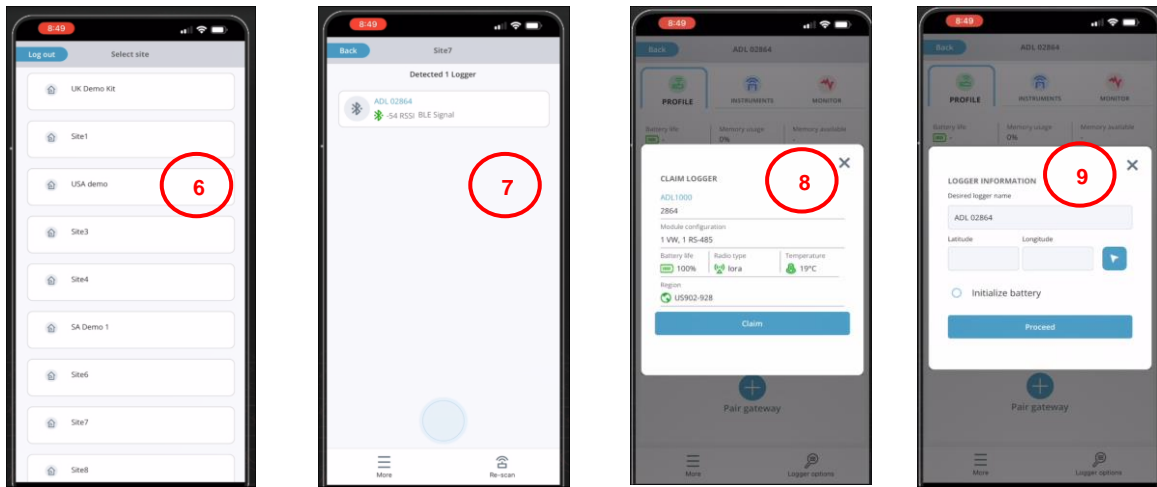 8:49
Log out Select site
UK Demo Kit
Site1
USA demo
6
Site3
Site4
SA Demo 1
Site6
Site7
Site8
8:49
Back Site7
Detected 1 Logger
ADL 02864
-54 RSSI BLE Signal
7
More Re-scan
8:49
Back ADL 02864
PROFILE INSTRUMENTS MONITOR
Battery life Memory usage Memory available
- 0% -
8
CLAIM LOGGER
ADL1000
2864
Module configuration
1 VW, 1 RS-485
Battery life Radio type Temperature
100% lora 19°C
Region
US902-928
Claim
Pair gateway
More Logger options
8:49
Back ADL 02864
PROFILE INSTRUMENTS MONITOR
Battery life Memory usage Memory available
- 0% -
9
LOGGER INFORMATION
Desired logger name
ADL 02864
Latitude Longitude
Initialize battery
Proceed
Pair gateway
More Logger options